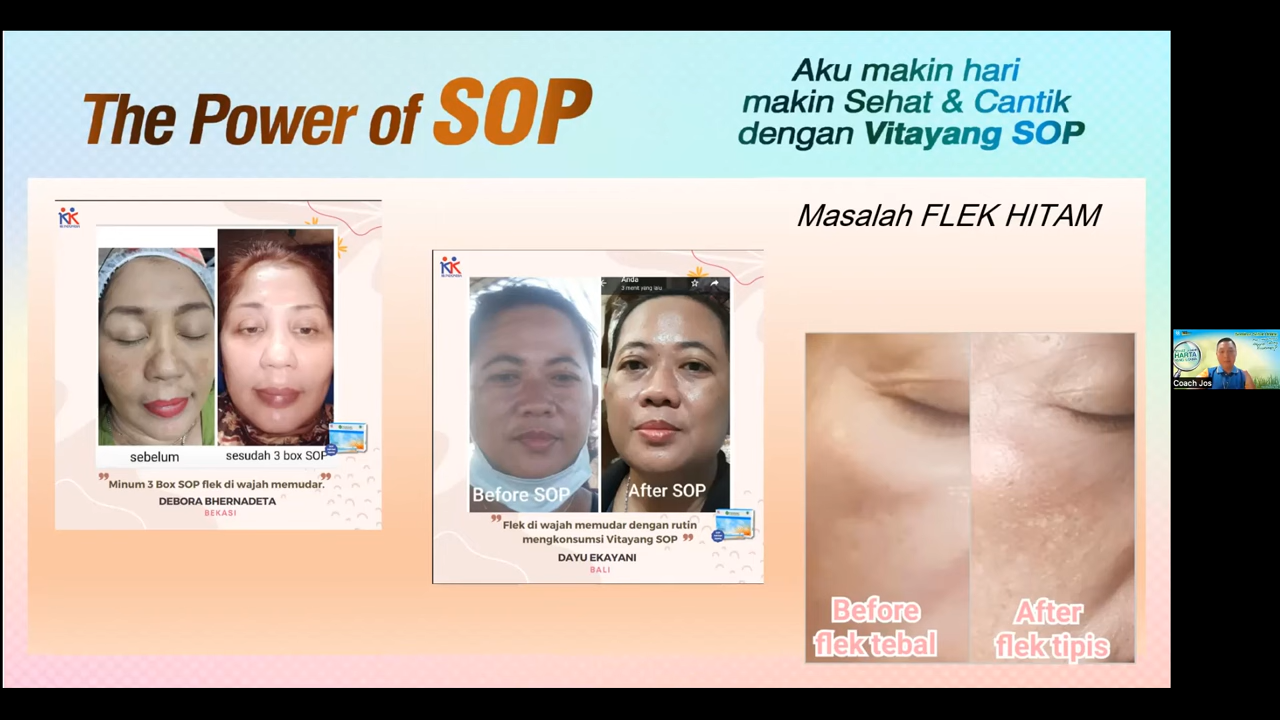 The Power of SOP
Aku makin hari
makin Sehat & Cantik
dengan Vitayang SOP
Masalah FLEK HITAM
KK
sebelum
sesudah 3 box SOP
"Minum 3 Box SOP flek di wajah memudar."
DEBORA BHERNADETA
BEKASI
KK
Anda
3 menit yang lalu
Before SOP
After SOP
"Flek di wajah memudar dengan rutin
mengkonsumsi Vitayang SOP"
DAYU EKAYANI
BALI
Before
flek tebal
After
flek tipis
HARTA
Coach Jos